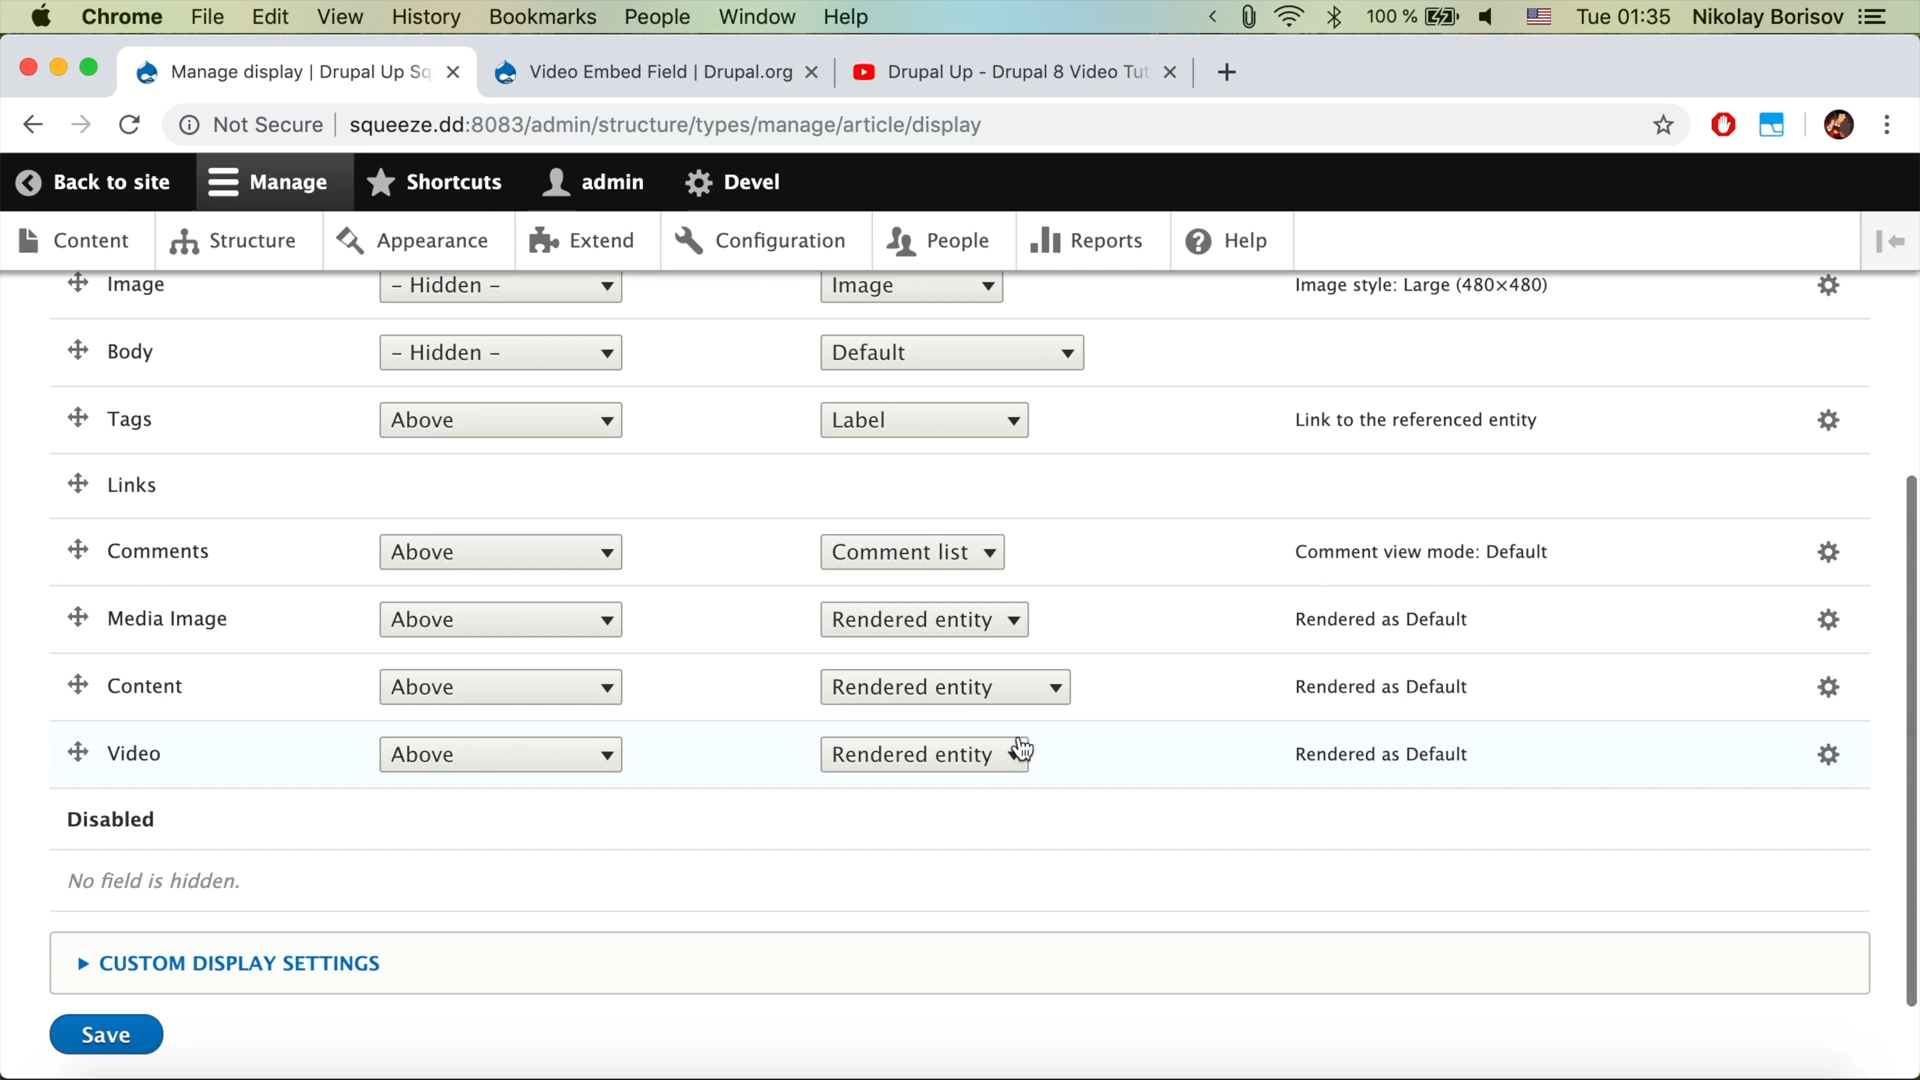 Chrome File Edit View History Bookmarks People Window Help 100 % Tue 01:35 Nikolay Borisov
Manage display | Drupal Up Sq Video Embed Field | Drupal.org Drupal Up - Drupal 8 Video Tut
Not Secure squeeze.dd:8083/admin/structure/types/manage/article/display
Back to site Manage Shortcuts admin Devel
Content Structure Appearance Extend Configuration People Reports Help
Image - Hidden - Image Image style: Large (480×480)
Body - Hidden - Default
Tags Above Label Link to the referenced entity
Links
Comments Above Comment list Comment view mode: Default
Media Image Above Rendered entity Rendered as Default
Content Above Rendered entity Rendered as Default
Video Above Rendered entity Rendered as Default
Disabled
No field is hidden.
CUSTOM DISPLAY SETTINGS
Save